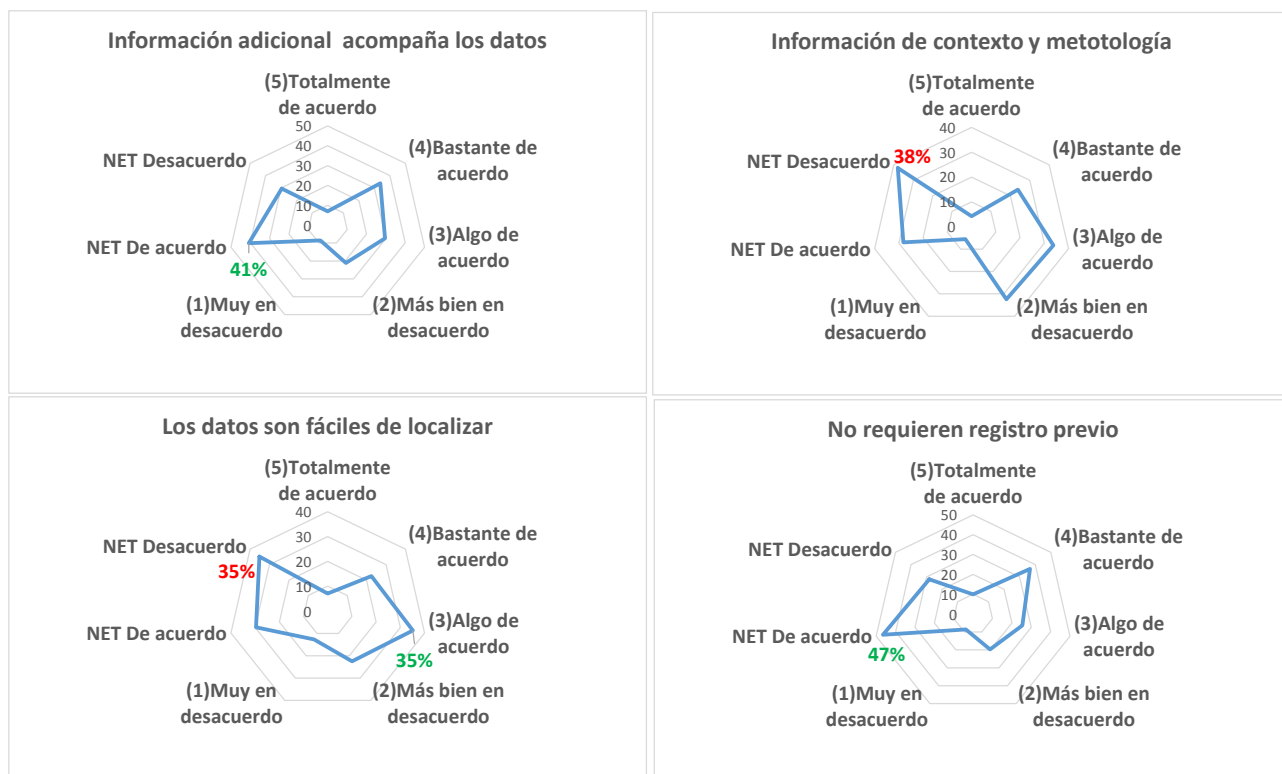 Información adicional  acompaña los datos
(5)Totalmente
de acuerdo
50
40
30
20
10
0
(4)Bastante de
acuerdo
(3)Algo de
acuerdo
(2)Más bien en
desacuerdo
(1)Muy en
desacuerdo
NET De acuerdo
41%
NET Desacuerdo
Información de contexto y metotología
(5)Totalmente
de acuerdo
40
30
20
10
0
(4)Bastante de
acuerdo
(3)Algo de
acuerdo
(2)Más bien en
desacuerdo
(1)Muy en
desacuerdo
NET De acuerdo
NET Desacuerdo
38%
Los datos son fáciles de localizar
(5)Totalmente
de acuerdo
40
30
20
10
0
(4)Bastante de
acuerdo
(3)Algo de
acuerdo
35%
(2)Más bien en
desacuerdo
(1)Muy en
desacuerdo
NET De acuerdo
NET Desacuerdo
35%
No requieren registro previo
(5)Totalmente
de acuerdo
50
40
30
20
10
0
(4)Bastante de
acuerdo
(3)Algo de
acuerdo
(2)Más bien en
desacuerdo
(1)Muy en
desacuerdo
NET De acuerdo
47%
NET Desacuerdo